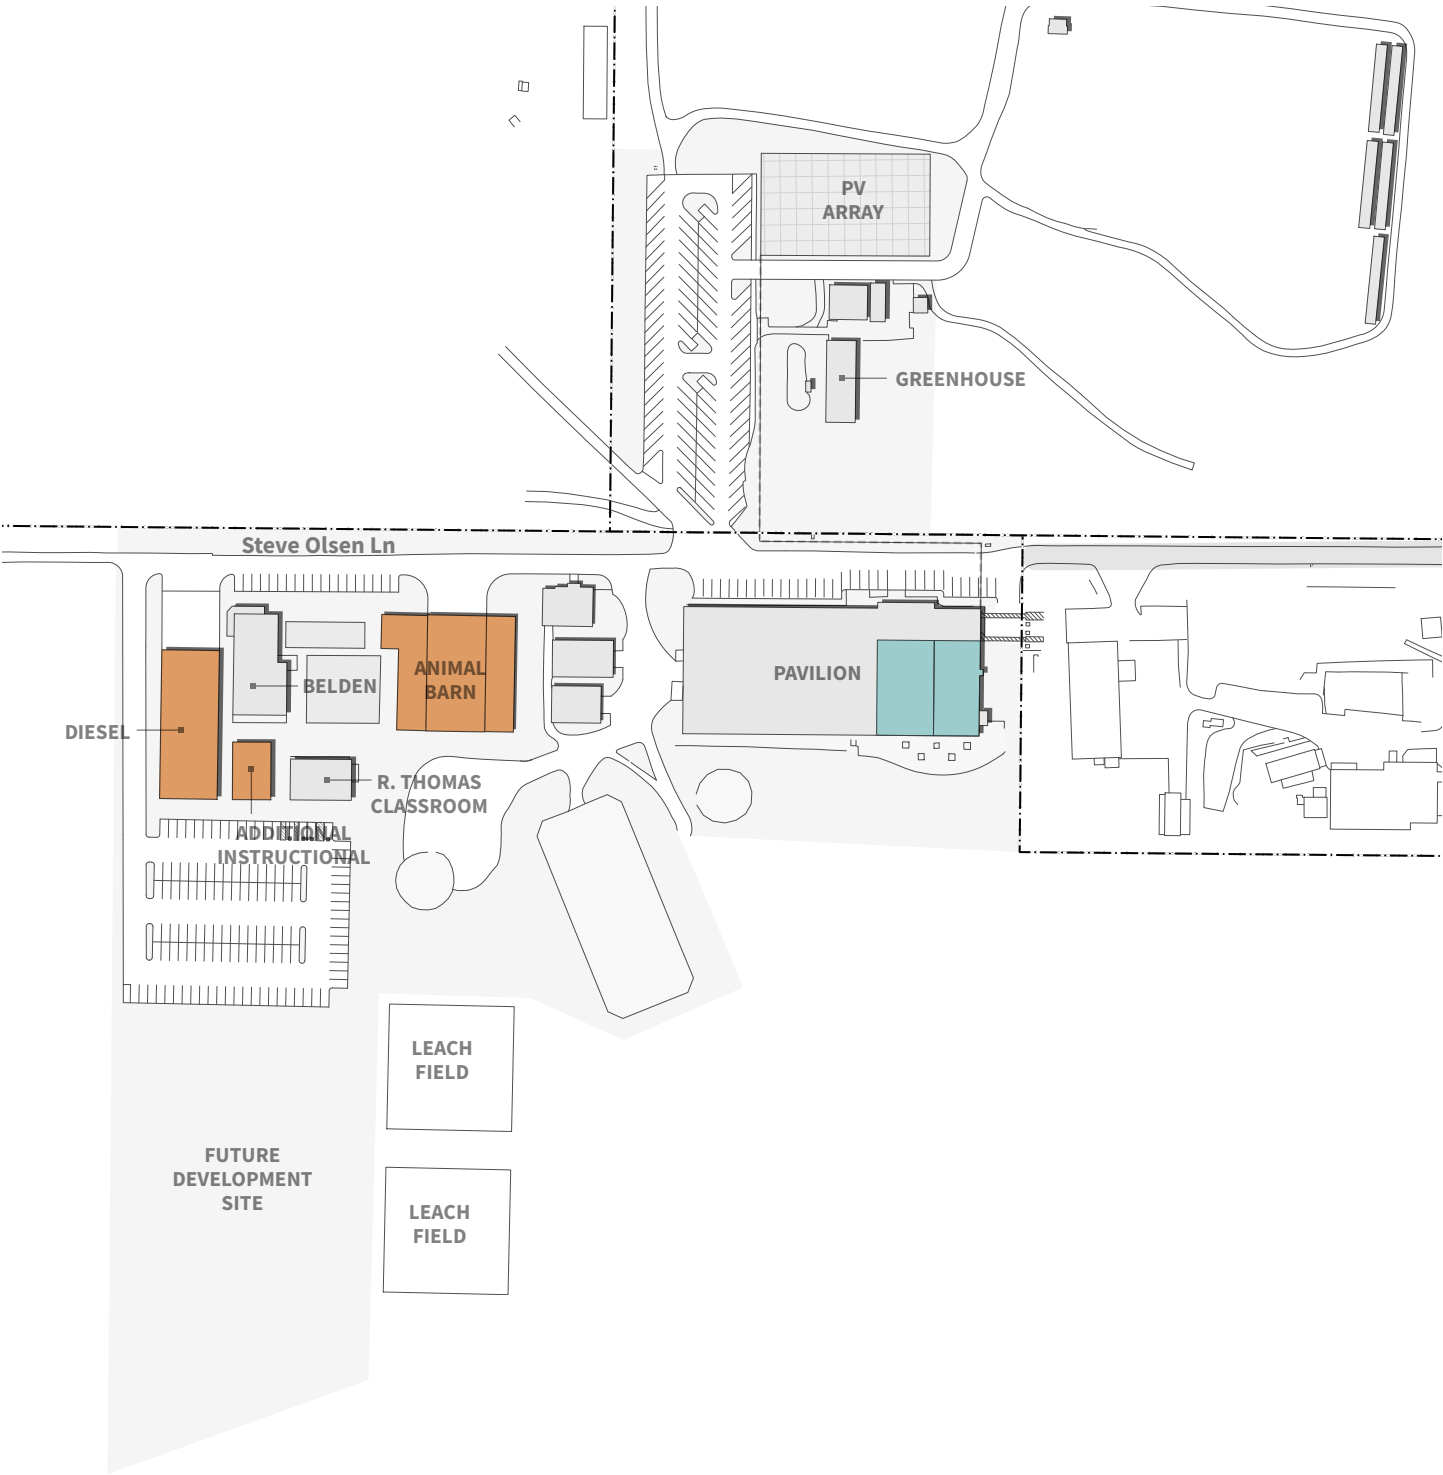 PV
ARRAY
GREENHOUSE
Steve Olsen Ln
ANIMAL
BARN
PAVILION
BELDEN
DIESEL
R. THOMAS
CLASSROOM
ADDITIONAL
INSTRUCTIONAL
LEACH
FIELD
FUTURE
DEVELOPMENT
SITE
LEACH
FIELD